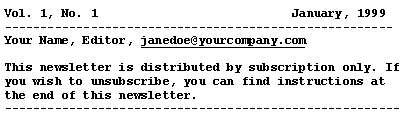 Vol. 1, No. 1 January, 1999
--------------------------------------------------
Your Name, Editor, janedoe@yourcompany.com
This newsletter is distributed by subscription only. If
you wish to unsubscribe, you can find instructions at
the end of this newsletter.
--------------------------------------------------